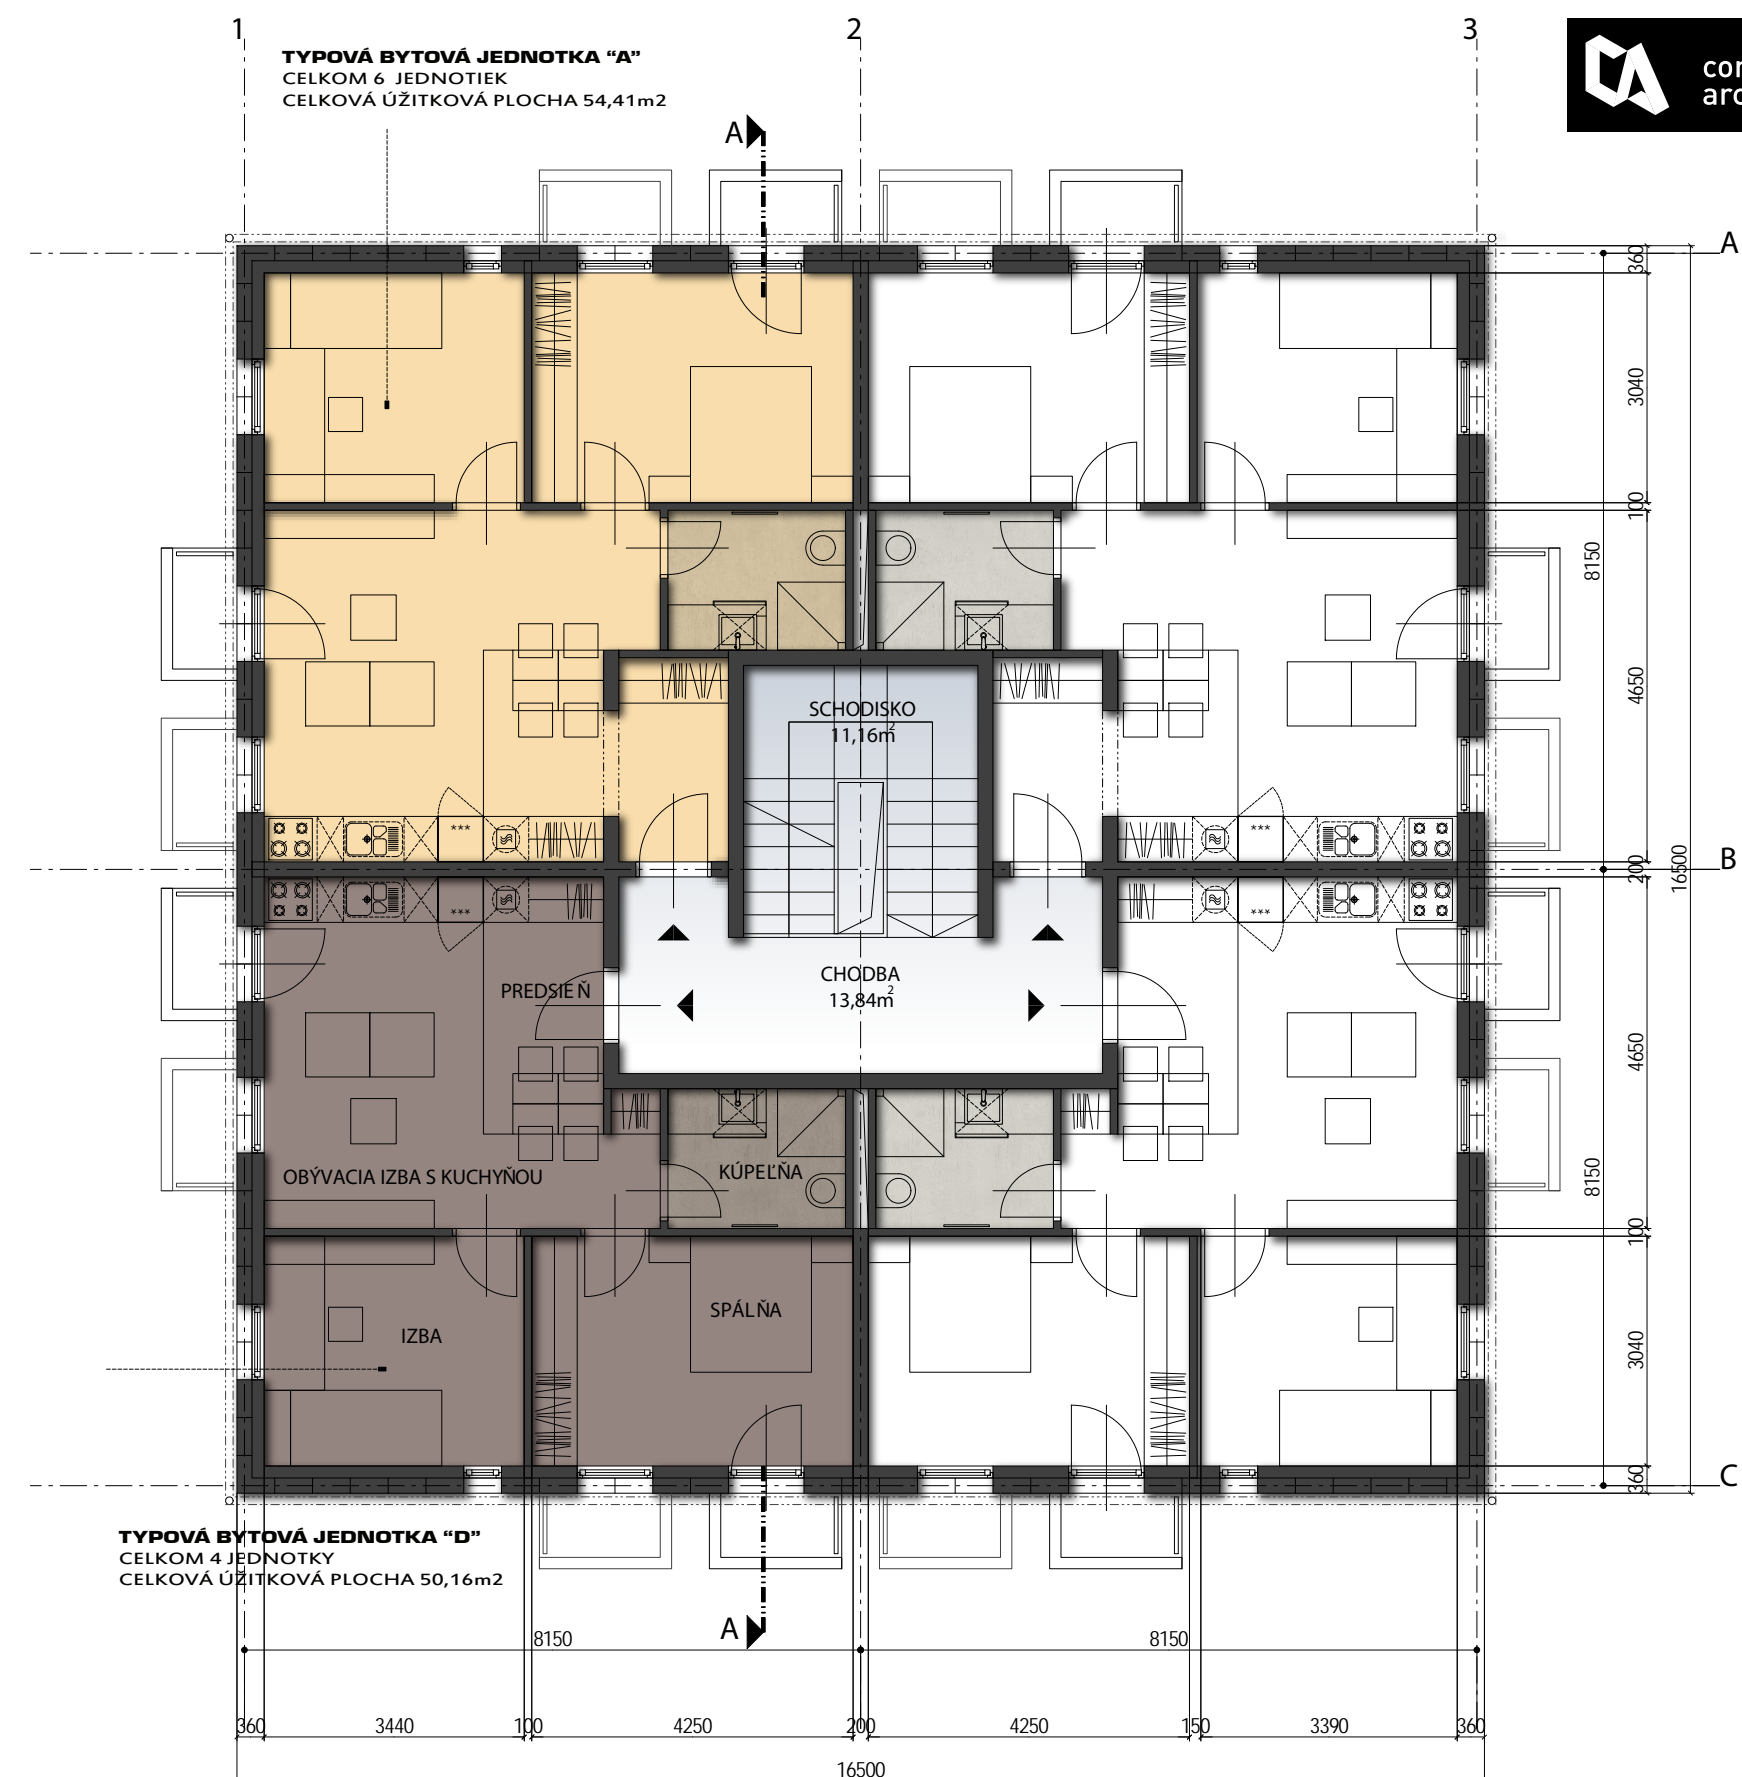 1
2
3
TYPOVÁ BYTOVÁ JEDNOTKA “A”
CELKOM 6 JEDNOTIEK
CELKOVÁ ÚŽITKOVÁ PLOCHA 54,41m2
A
A
B
C
SCHODISKO
11,16m2
CHODBA
13,84m2
PREDSIEŇ
OBÝVACIA IZBA S KUCHYŇOU
KÚPEĽŇA
SPÁLŇA
IZBA
***
***
***
***
360
3040
100
8150
4650
200
16500
4650
8150
100
3040
360
TYPOVÁ BYTOVÁ JEDNOTKA “D”
CELKOM 4 JEDNOTKY
CELKOVÁ ÚŽITKOVÁ PLOCHA 50,16m2
A
8150
8150
360
3440
100
4250
200
4250
150
3390
360
16500